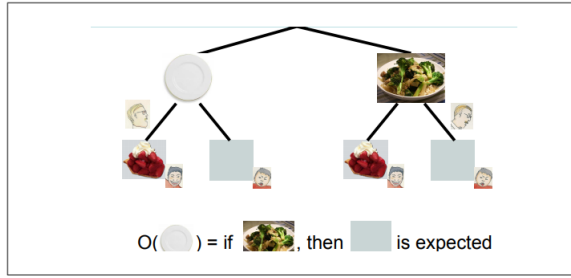 O( ) = if , then is expected